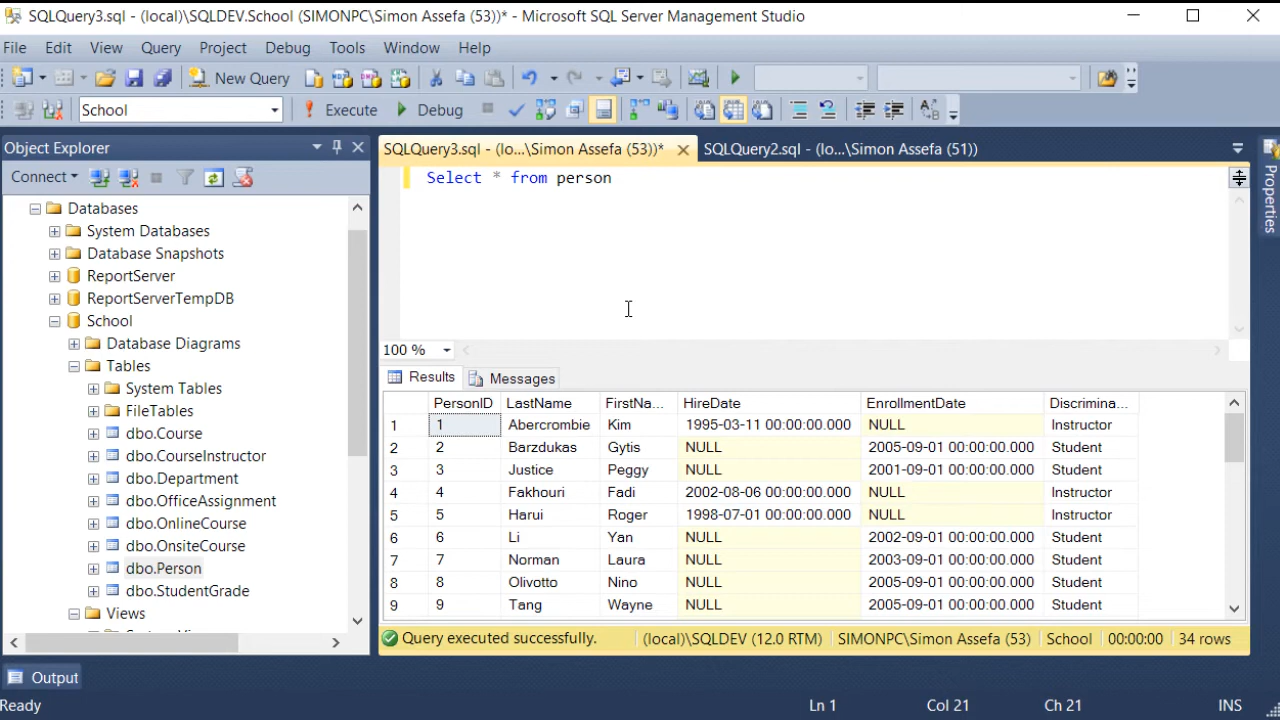 SQLQuery3.sql - (local)\SQLDEV.School (SIMONPC\Simon Assefa (53))* - Microsoft SQL Server Management Studio
File Edit View Query Project Debug Tools Window Help
New Query
School Execute Debug
Object Explorer
Connect
Databases
System Databases
Database Snapshots
ReportServer
ReportServerTempDB
School
Database Diagrams
Tables
System Tables
FileTables
dbo.Course
dbo.CourseInstructor
dbo.Department
dbo.OfficeAssignment
dbo.OnlineCourse
dbo.OnsiteCourse
dbo.Person
dbo.StudentGrade
Views
SQLQuery3.sql - (lo...\Simon Assefa (53))* SQLQuery2.sql - (lo...\Simon Assefa (51))
Select * from person
100 %
Results Messages
PersonID LastName FirstNa... HireDate EnrollmentDate Discrimina...
1 1 Abercrombie Kim 1995-03-11 00:00:00.000 NULL Instructor
2 2 Barzdukas Gytis NULL 2005-09-01 00:00:00.000 Student
3 3 Justice Peggy NULL 2001-09-01 00:00:00.000 Student
4 4 Fakhouri Fadi 2002-08-06 00:00:00.000 NULL Instructor
5 5 Harui Roger 1998-07-01 00:00:00.000 NULL Instructor
6 6 Li Yan NULL 2002-09-01 00:00:00.000 Student
7 7 Norman Laura NULL 2003-09-01 00:00:00.000 Student
8 8 Olivotto Nino NULL 2005-09-01 00:00:00.000 Student
9 9 Tang Wayne NULL 2005-09-01 00:00:00.000 Student
Query executed successfully. (local)\SQLDEV (12.0 RTM) SIMONPC\Simon Assefa (53) School 00:00:00 34 rows
Properties
Output
Ready Ln 1 Col 21 Ch 21 INS